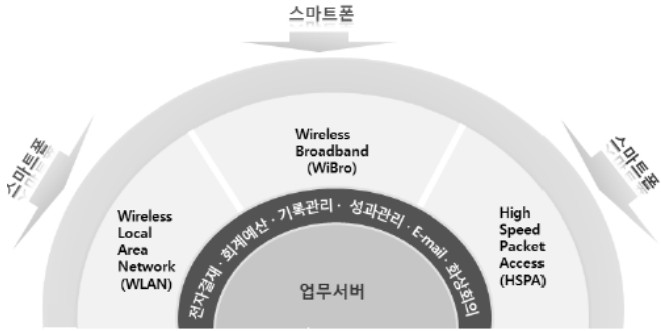 스마트폰
스마트폰
스마트폰
Wireless
Broadband
(WiBro)
Wireless
Local
Area
Network
(WLAN)
High
Speed
Packet
Access
(HSPA)
전자결재 · 회계예산 · 기록관리 · 성과관리 · E-mail · 화상회의
업무서버